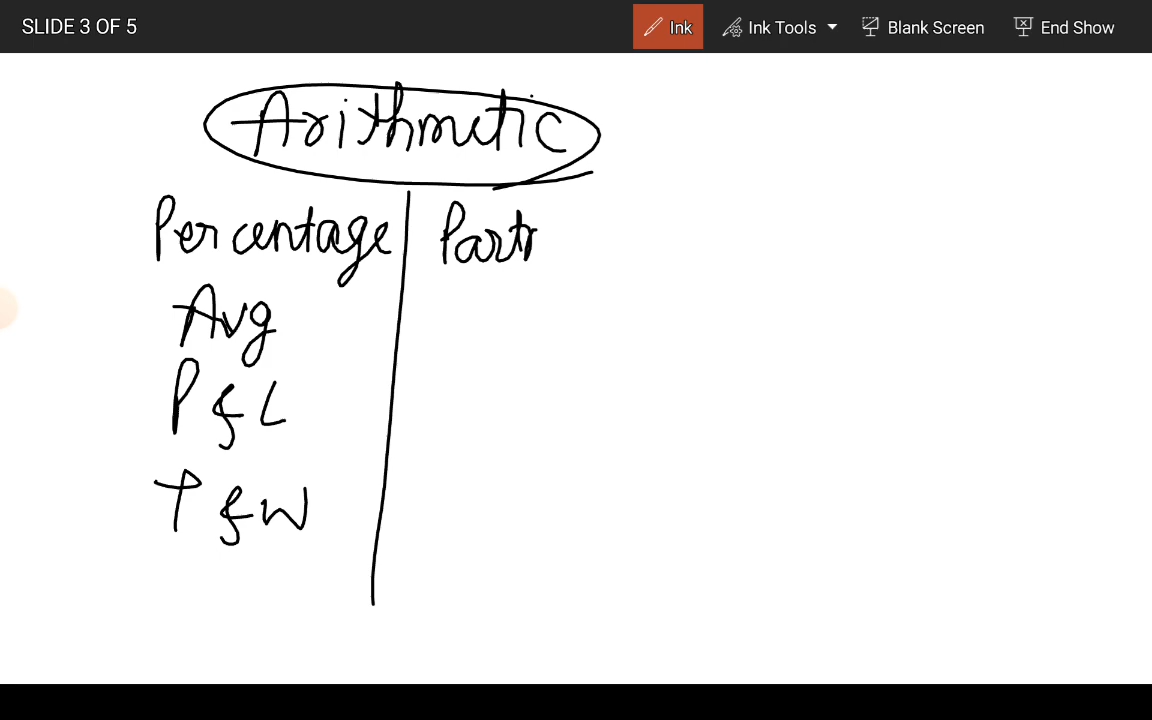 SLIDE 3 OF 5
Ink
Ink Tools
Blank Screen
End Show
Arithmetic
Percentage
Avg
P & L
T & W
Partn